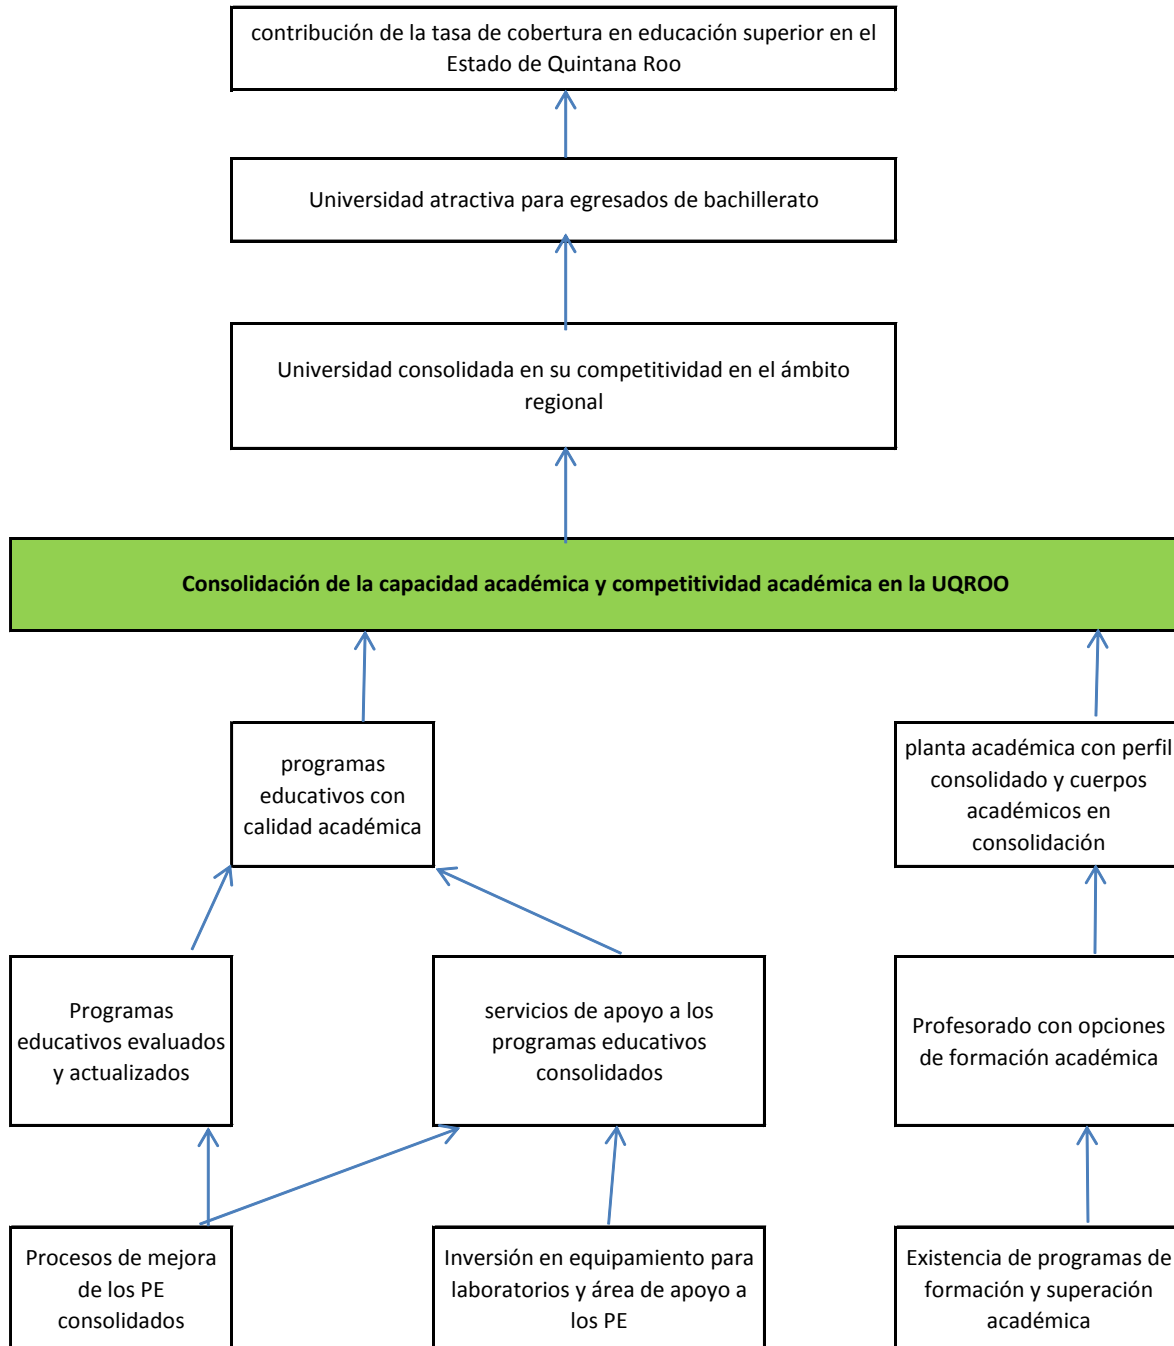 contribución de la tasa de cobertura en educación superior en el
Estado de Quintana Roo
Universidad atractiva para egresados de bachillerato
Universidad consolidada en su competitividad en el ámbito
regional
Consolidación de la capacidad académica y competitividad académica en la UQROO
programas
educativos con
calidad académica
planta académica con perfil
consolidado y cuerpos
académicos en
consolidación
Programas
educativos evaluados
y actualizados
servicios de apoyo a los
programas educativos
consolidados
Profesorado con opciones
de formación académica
Procesos de mejora
de los PE
consolidados
Inversión en equipamiento para
laboratorios y área de apoyo a
los PE
Existencia de programas de
formación y superación
académica